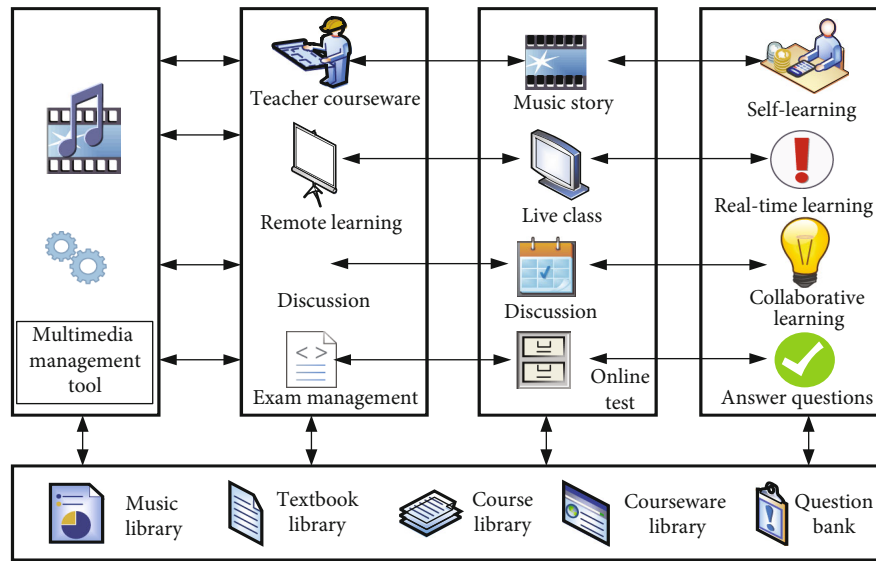 Teacher courseware
Music story
Self-learning
Remote learning
Live class
Real-time learning
Discussion
Discussion
Collaborative
learning
Multimedia
management
tool
< >
Exam management
Online
test
Answer questions
Music
library
Textbook
library
Course
library
Courseware
library
Question
bank